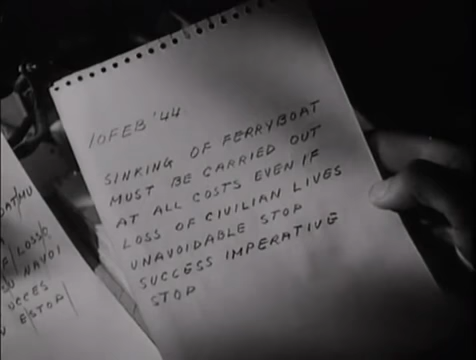 10 FEB '44
SINKING OF FERRYBOAT
MUST BE CARRIED OUT
AT ALL COSTS EVEN IF
LOSS OF CIVILIAN LIVES
UNAVOIDABLE STOP
SUCCESS IMPERATIVE
STOP